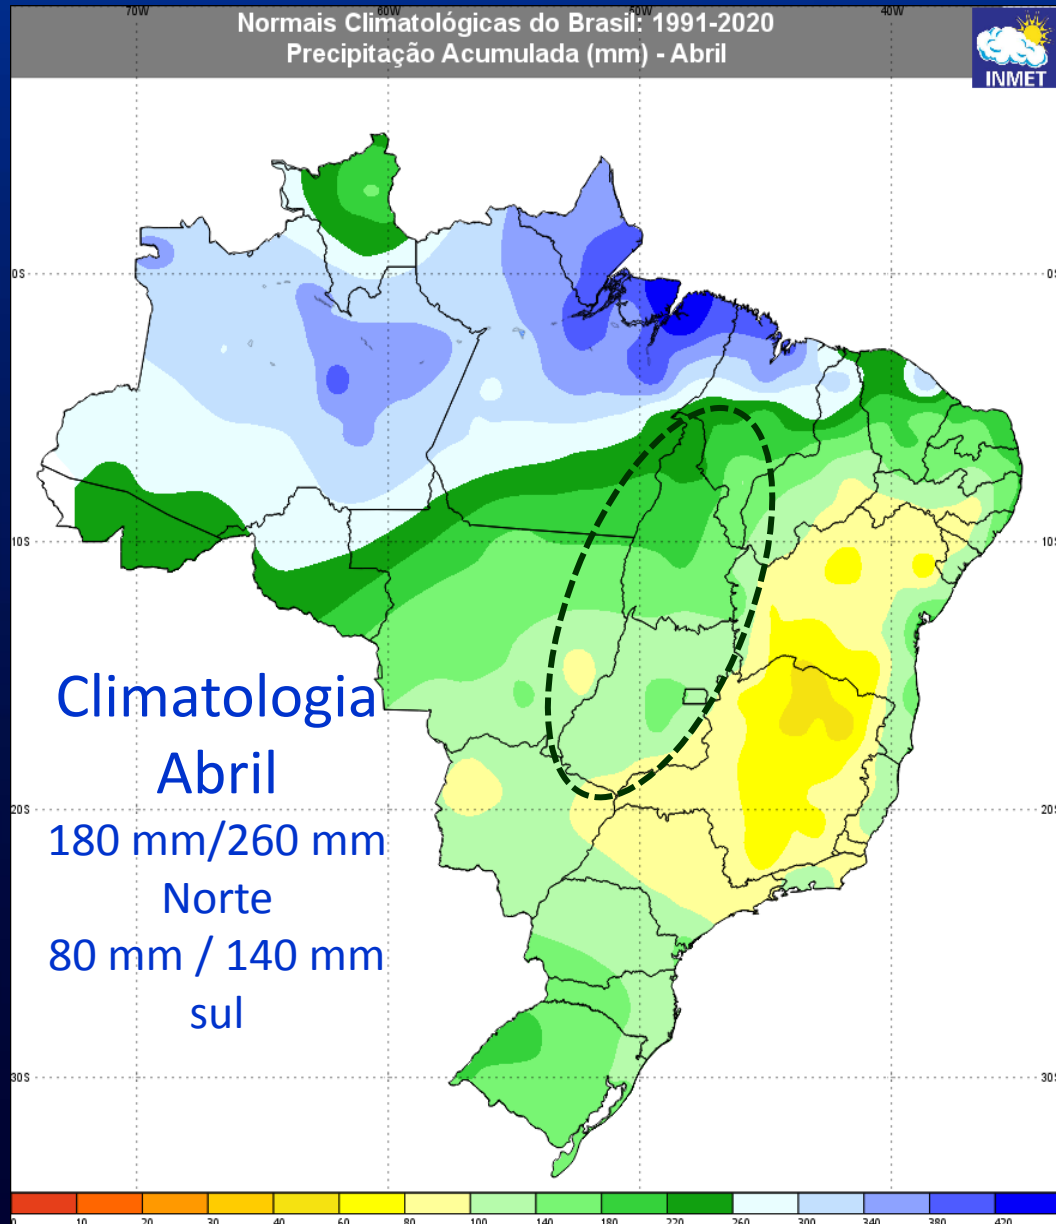 Normais Climatológicas do Brasil: 1991-2020
Precipitação Acumulada (mm) - Abril
INMET
70W 60W 50W 40W
0S 0S
10S 10S
20S 20S
30S 30S
Climatologia
Abril
180 mm/260 mm
Norte
80 mm / 140 mm
sul
0 10 20 30 40 60 80 100 140 180 220 260 300 340 380 420